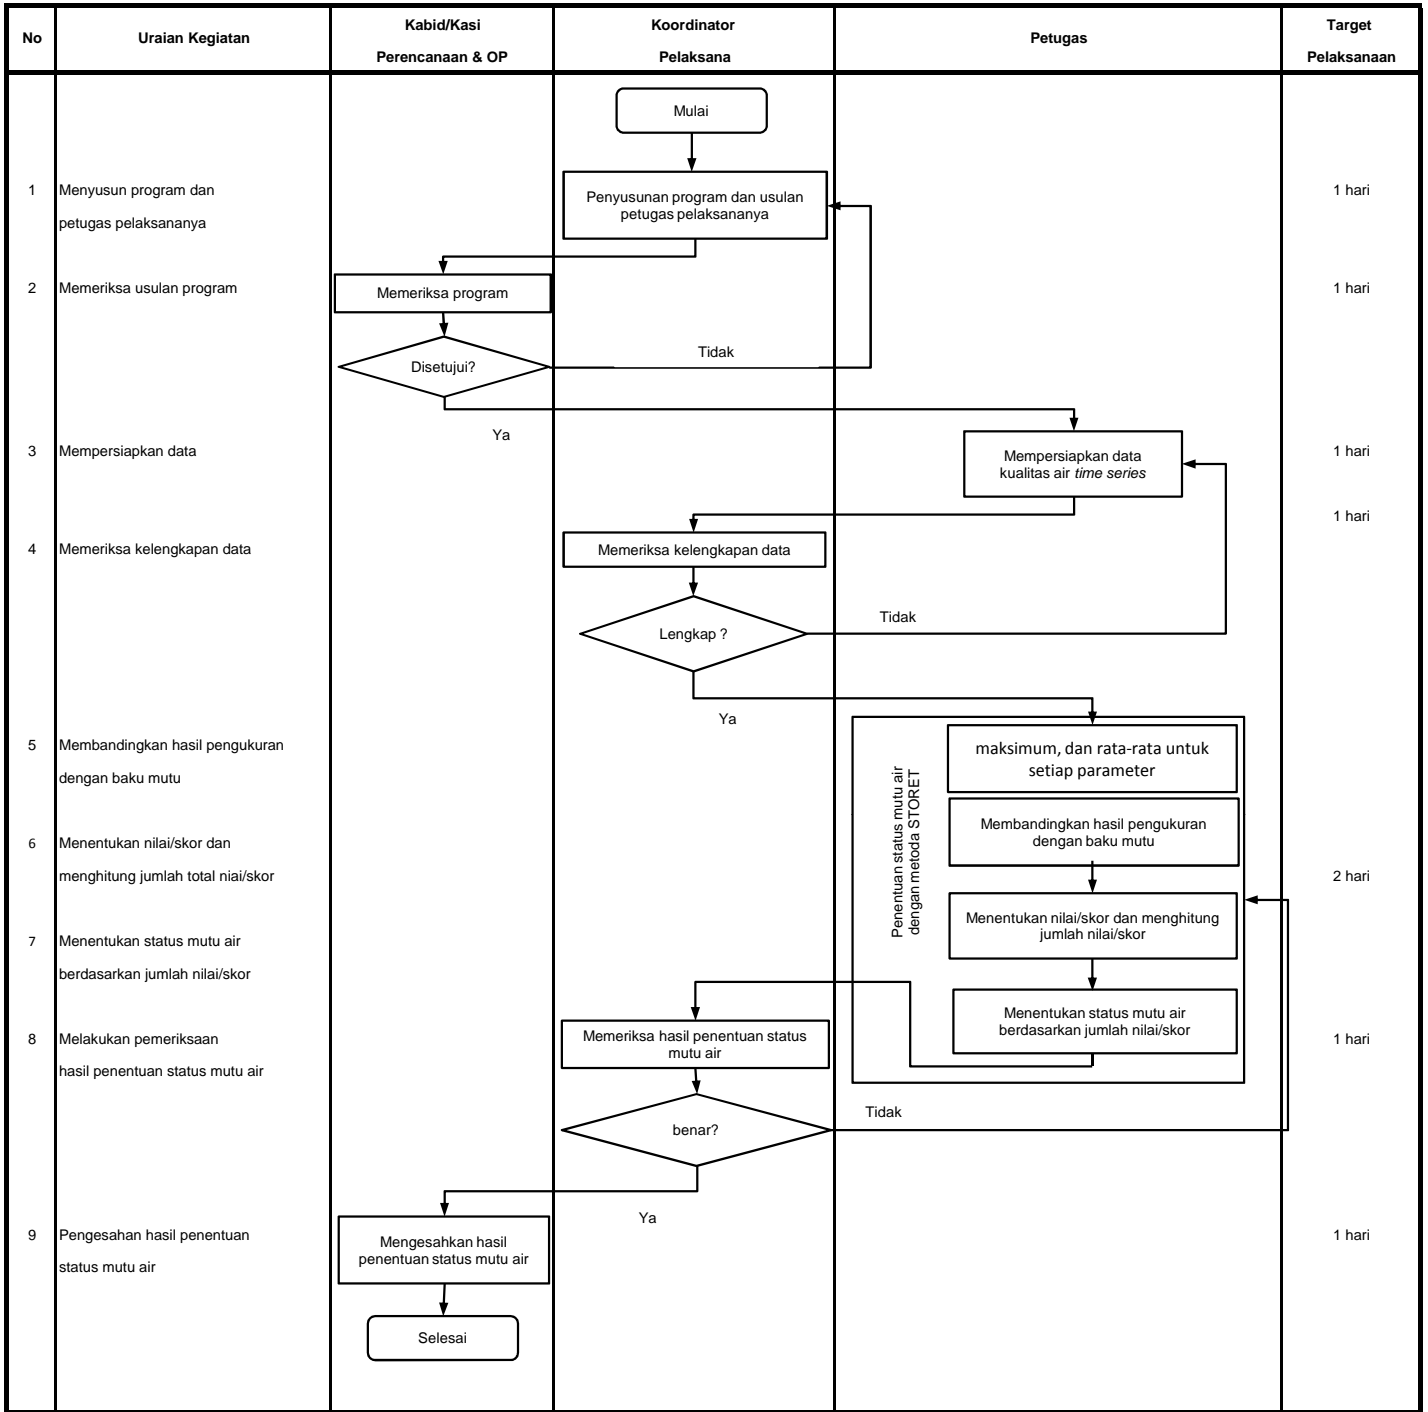 No
Uraian Kegiatan
Kabid/Kasi
Perencanaan & OP
Koordinator
Pelaksana
Petugas
Target
Pelaksanaan
Mulai
1
Menyusun program dan
petugas pelaksananya
Penyusunan program dan usulan
petugas pelaksananya
1 hari
2
Memeriksa usulan program
Memeriksa program
1 hari
Disetujui?
Tidak
Ya
3
Mempersiapkan data
Mempersiapkan data
kualitas air time series
1 hari
1 hari
4
Memeriksa kelengkapan data
Memeriksa kelengkapan data
Lengkap ?
Tidak
Ya
5
Membandingkan hasil pengukuran
dengan baku mutu
Penentuan status mutu air
dengan metoda STORET
maksimum, dan rata-rata untuk
setiap parameter
Membandingkan hasil pengukuran
dengan baku mutu
6
Menentukan nilai/skor dan
menghitung jumlah total niai/skor
2 hari
Menentukan nilai/skor dan menghitung
jumlah nilai/skor
7
Menentukan status mutu air
berdasarkan jumlah nilai/skor
Menentukan status mutu air
berdasarkan jumlah nilai/skor
8
Melakukan pemeriksaan
hasil penentuan status mutu air
Memeriksa hasil penentuan status
mutu air
1 hari
benar?
Tidak
Ya
9
Pengesahan hasil penentuan
status mutu air
Mengesahkan hasil
penentuan status mutu air
1 hari
Selesai